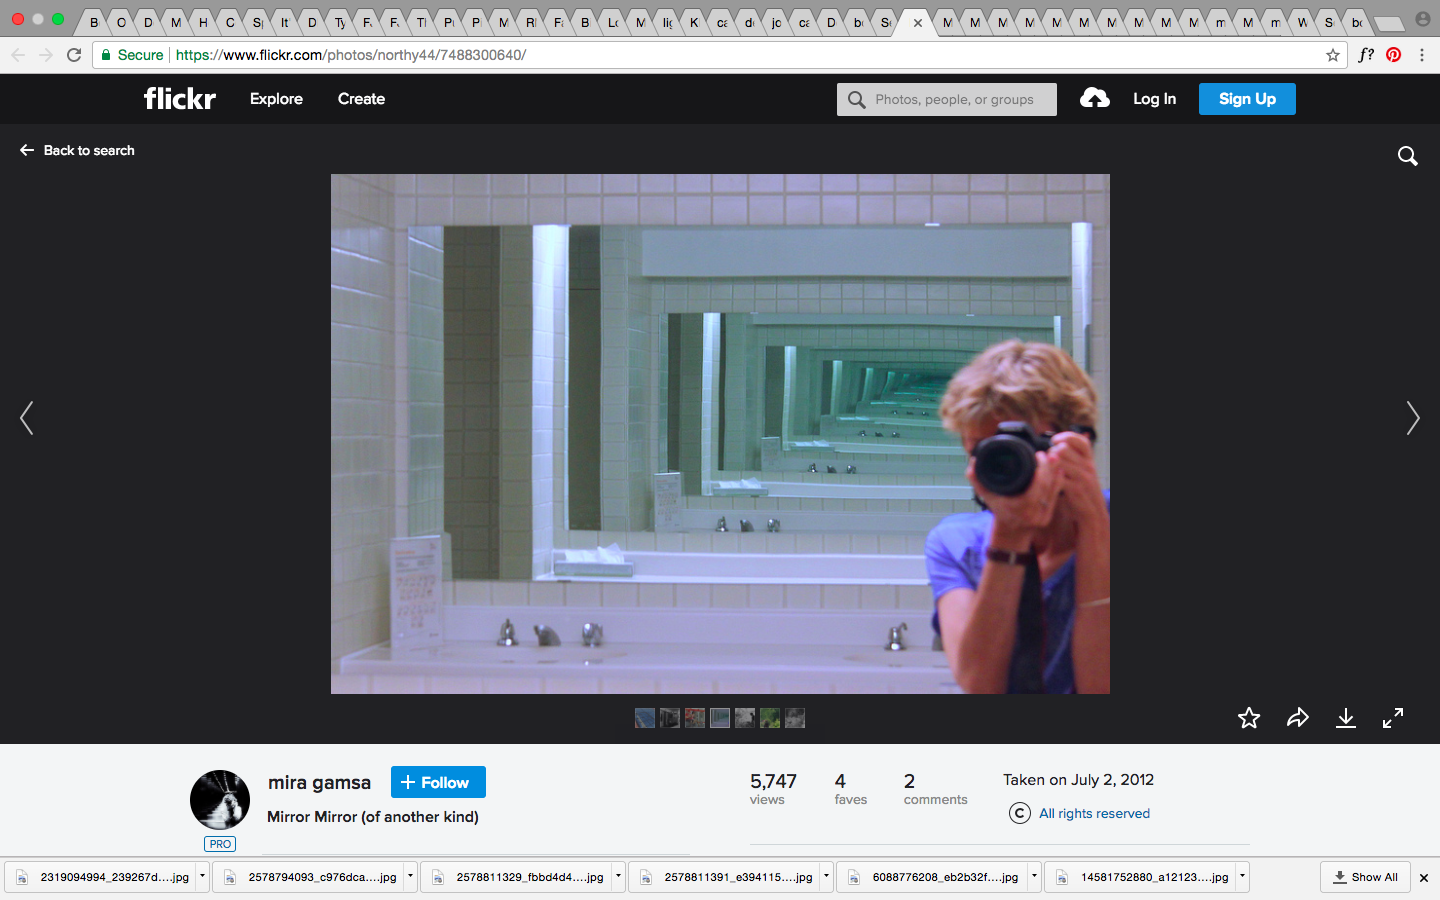 Secure https://www.flickr.com/photos/northy44/7488300640/
flickr Explore Create Photos, people, or groups Log In Sign Up
Back to search
mira gamsa + Follow
Mirror Mirror (of another kind)
PRO
5,747 4 2
views faves comments
Taken on July 2, 2012
All rights reserved
2319094994_239267d....jpg 2578794093_c976dca....jpg 2578811329_fbbd4d4....jpg 2578811391_e394115....jpg 6088776208_eb2b32f....jpg 14581752880_a12123....jpg Show All